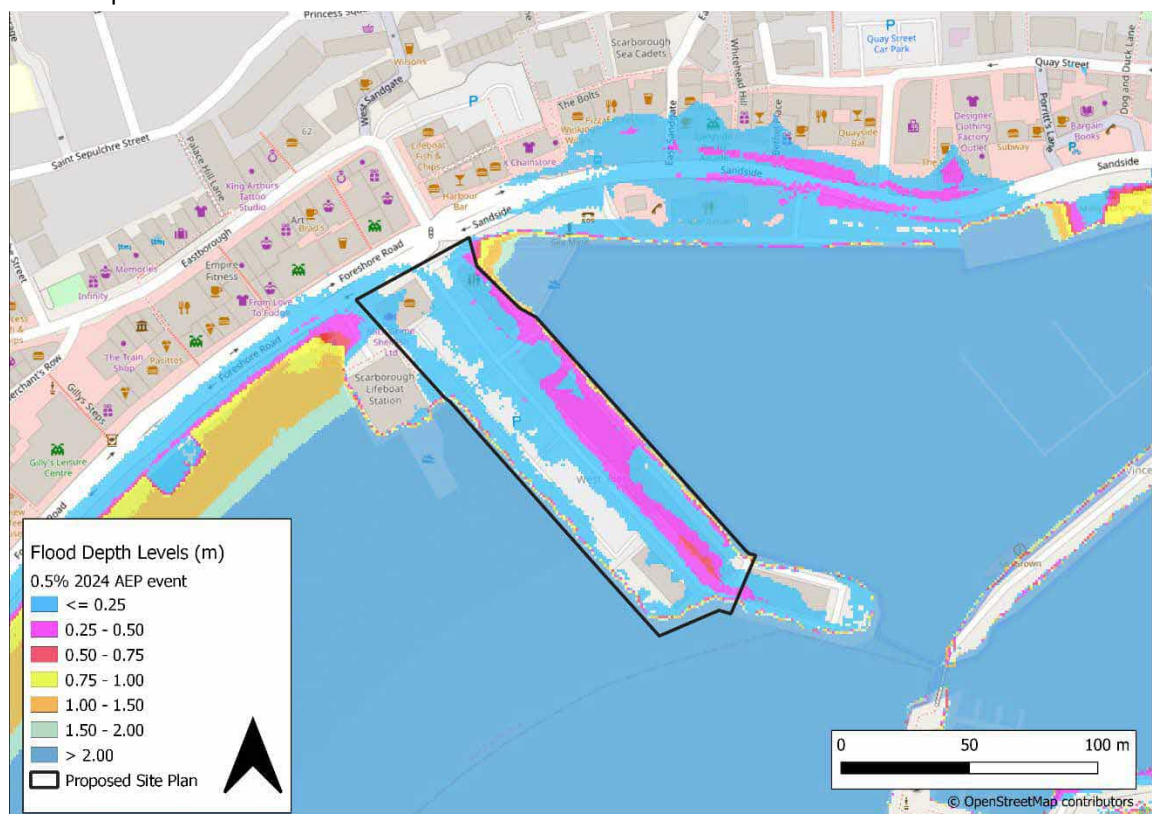 Princess Square
Wilsons
Scarborough
Sea Cadets
Quay Street
Car Park
Whitehead Hill
Quay Street
Dog and Duck Lane
Porritt's Lane
West Sandgate
The Bolts
62
Saint Sepulchre Street
Palace Hill Lane
Lifeboat
Fish &
Chips
East Sandgate
Quayside
Bar
Designer
Clothing
Factory
Outlet
Subway
Bargain
Books
King Arthurs
Tattoo
Studio
Harbour
Bar
Sandside
Sandside
Sandside
Sandside
Art
Brad's
Eastborough
Memories
Empire
Fitness
Foreshore Road
Infinity
From Love
To Fudge
The Train
Shop
Pacittos
Foreshore Road
Merchant's Row
Gillys Steps
Scarborough
Lifeboat
Station
P
Gilly's Leisure
Centre
West Pier
Flood Depth Levels (m)
0.5% 2024 AEP event
<= 0.25
0.25 - 0.50
0.50 - 0.75
0.75 - 1.00
1.00 - 1.50
1.50 - 2.00
> 2.00
Proposed Site Plan
0 50 100 m
© OpenStreetMap contributors